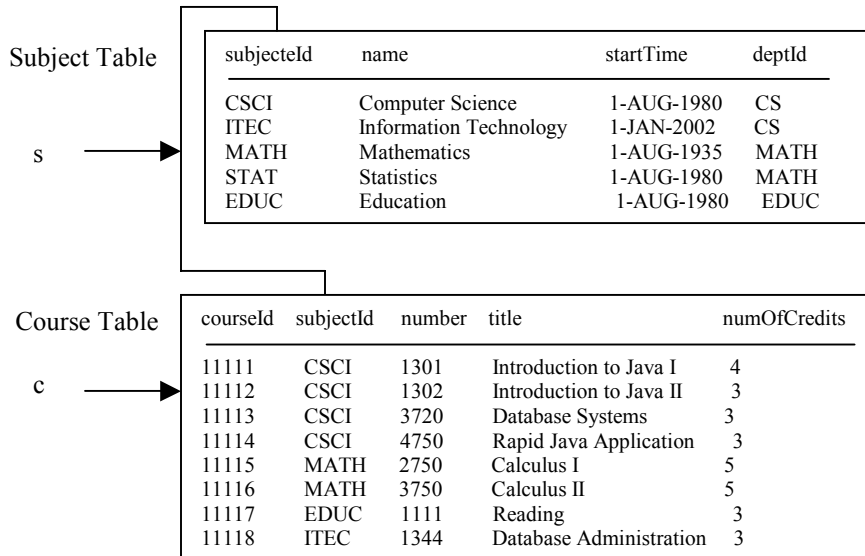 Subject Table
subjecteId name startTime deptId
CSCI Computer Science 1-AUG-1980 CS
ITEC Information Technology 1-JAN-2002 CS
s
MATH Mathematics 1-AUG-1935 MATH
STAT Statistics 1-AUG-1980 MATH
EDUC Education 1-AUG-1980 EDUC
Course Table
courseId subjectId number title numOfCredits
11111 CSCI 1301 Introduction to Java I 4
c
11112 CSCI 1302 Introduction to Java II 3
11113 CSCI 3720 Database Systems 3
11114 CSCI 4750 Rapid Java Application 3
11115 MATH 2750 Calculus I 5
11116 MATH 3750 Calculus II 5
11117 EDUC 1111 Reading 3
11118 ITEC 1344 Database Administration 3